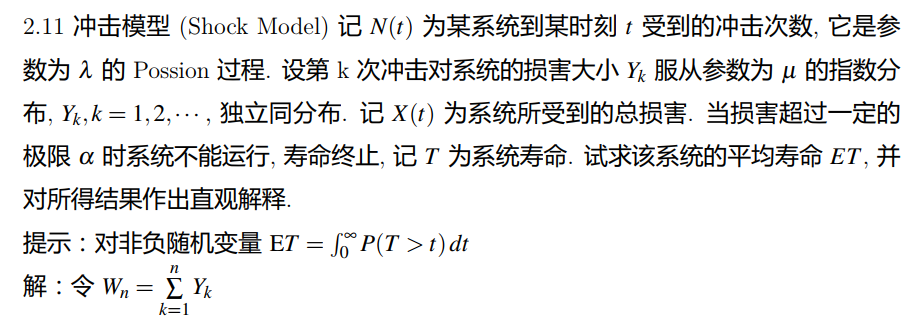 2.11 冲击模型 (Shock Model) 记 N(t) 为某系统到某时刻 t 受到的冲击次数, 它是参
数为 λ 的 Possion 过程. 设第 k 次冲击对系统的损害大小 Y_k 服从参数为 μ 的指数分
布, Y_k, k = 1,2,⋯, 独立同分布. 记 X(t) 为系统所受到的总损害. 当损害超过一定的
极限 α 时系统不能运行, 寿命终止, 记 T 为系统寿命. 试求该系统的平均寿命 ET, 并
对所得结果作出直观解释.
提示：对非负随机变量 ET = ∫_0^∞ P(T > t) dt
解：令 W_n = ∑_{k=1}^{n} Y_k